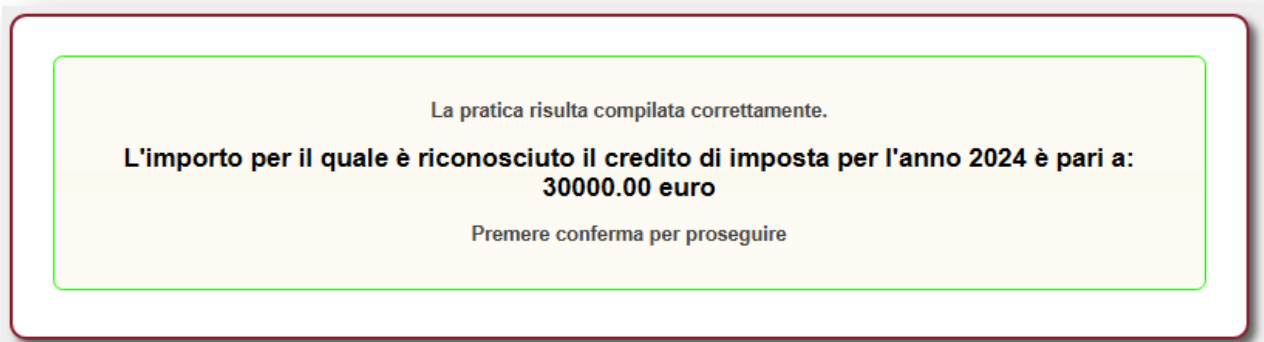 La pratica risulta compilata correttamente.
L'importo per il quale è riconosciuto il credito di imposta per l'anno 2024 è pari a:
30000.00 euro
Premere conferma per proseguire